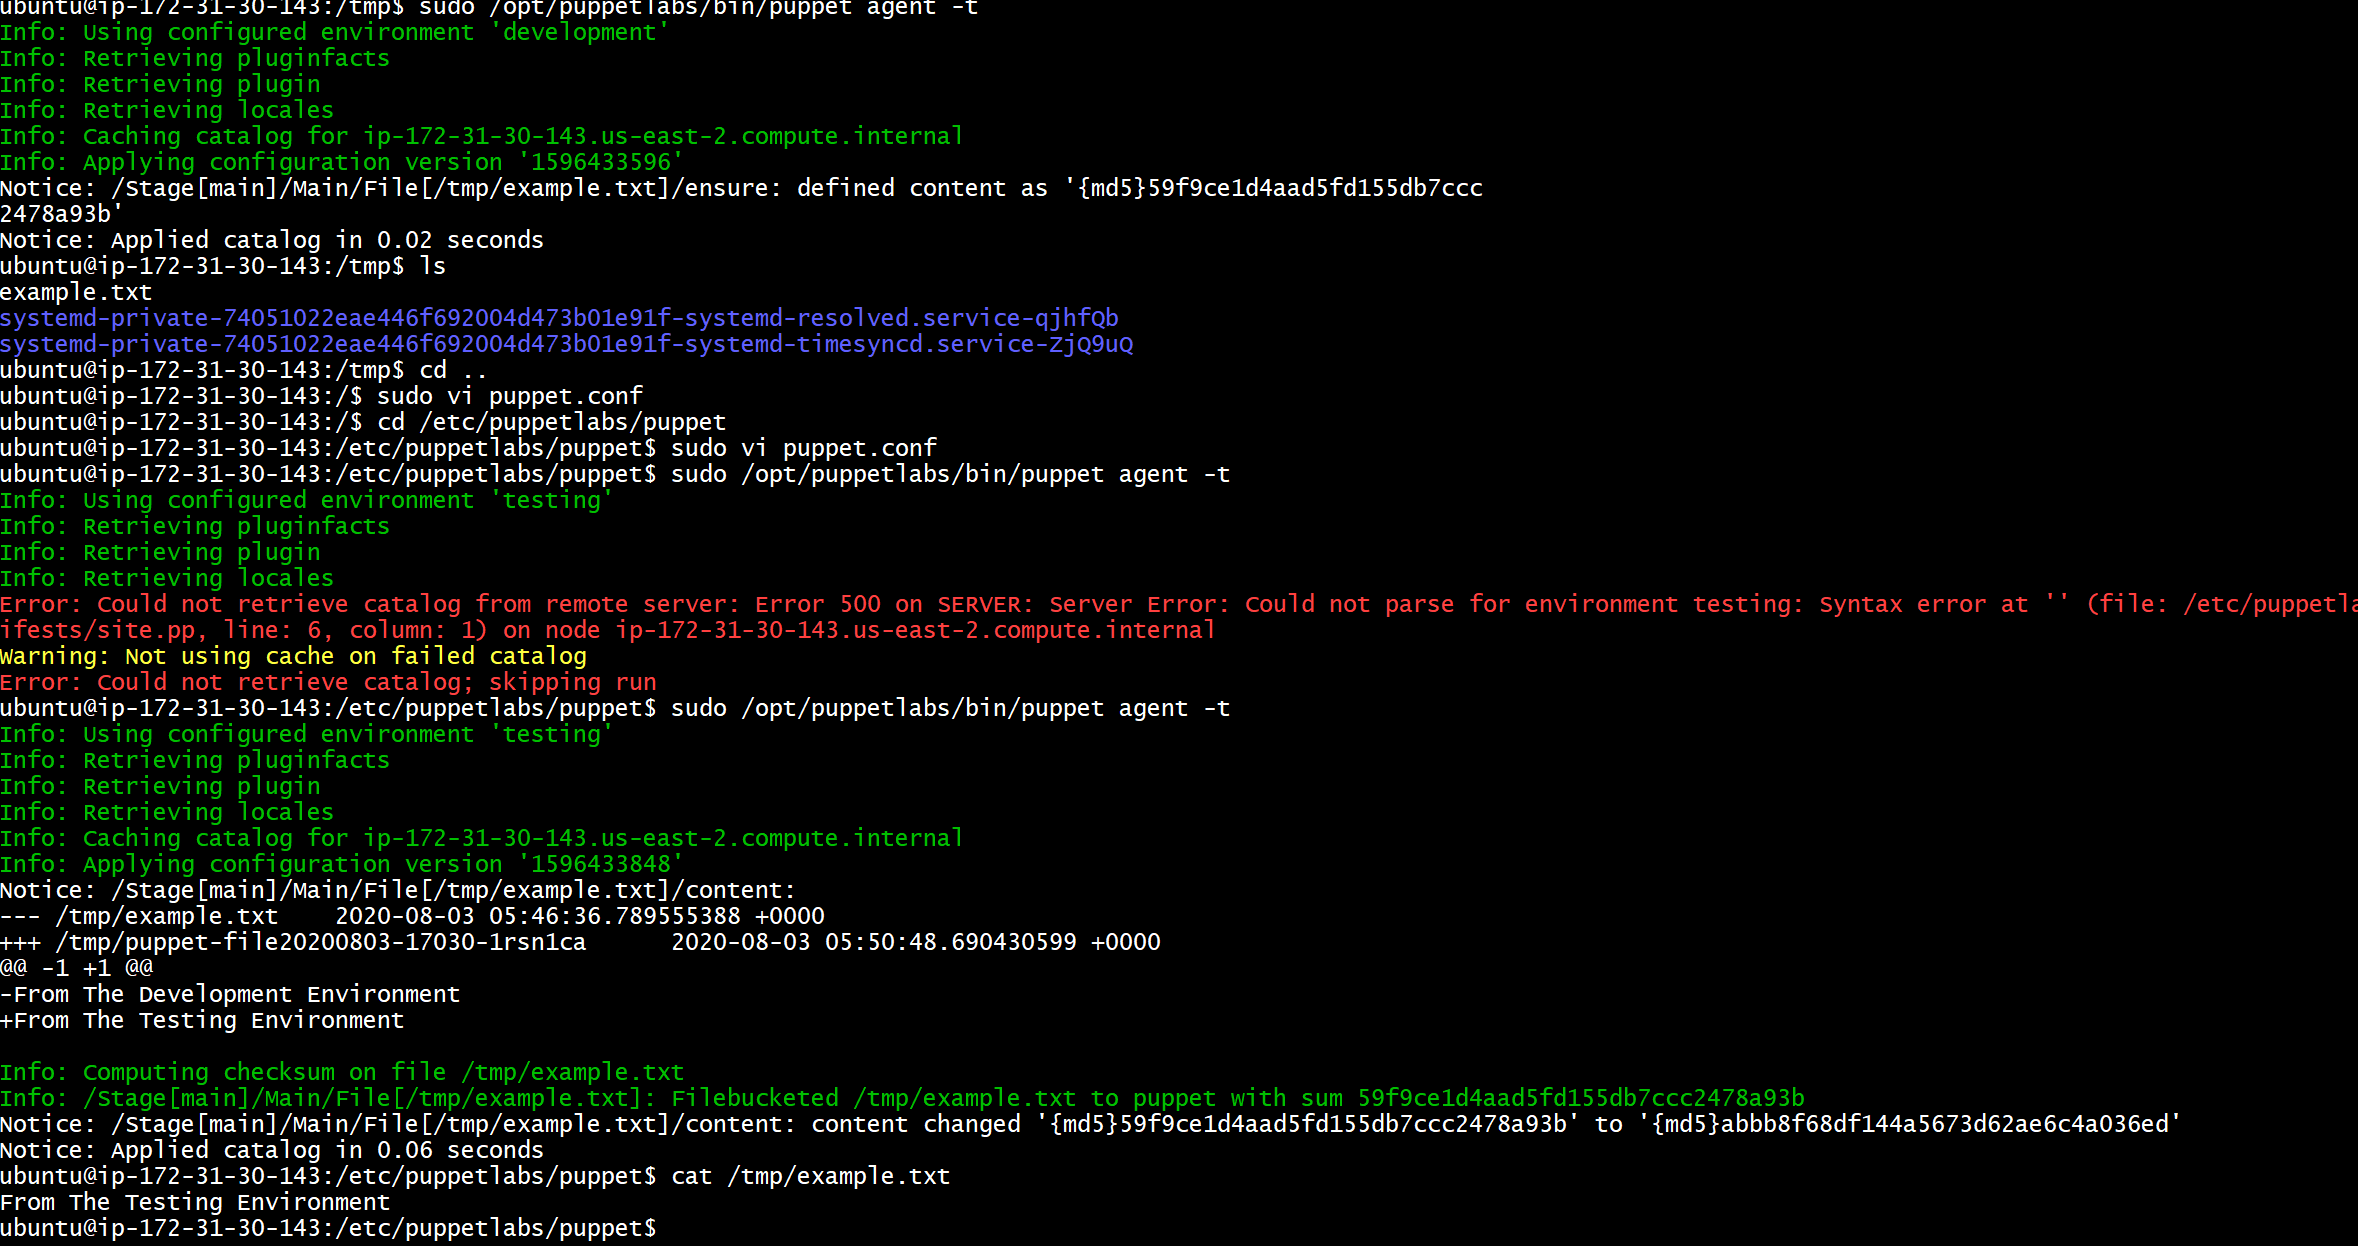 ubuntu@ip-172-31-30-143:/tmp$ sudo /opt/puppetlabs/bin/puppet agent -t
Info: Using configured environment 'development'
Info: Retrieving pluginfacts
Info: Retrieving plugin
Info: Retrieving locales
Info: Caching catalog for ip-172-31-30-143.us-east-2.compute.internal
Info: Applying configuration version '1596433596'
Notice: /Stage[main]/Main/File[/tmp/example.txt]/ensure: defined content as '{md5}59f9ce1d4aad5fd155db7ccc
2478a93b'
Notice: Applied catalog in 0.02 seconds
ubuntu@ip-172-31-30-143:/tmp$ ls
example.txt
systemd-private-74051022eae446f692004d473b01e91f-systemd-resolved.service-qjhfQb
systemd-private-74051022eae446f692004d473b01e91f-systemd-timesyncd.service-ZjQ9uQ
ubuntu@ip-172-31-30-143:/tmp$ cd ..
ubuntu@ip-172-31-30-143:/$ sudo vi puppet.conf
ubuntu@ip-172-31-30-143:/$ cd /etc/puppetlabs/puppet
ubuntu@ip-172-31-30-143:/etc/puppetlabs/puppet$ sudo vi puppet.conf
ubuntu@ip-172-31-30-143:/etc/puppetlabs/puppet$ sudo /opt/puppetlabs/bin/puppet agent -t
Info: Using configured environment 'testing'
Info: Retrieving pluginfacts
Info: Retrieving plugin
Info: Retrieving locales
Error: Could not retrieve catalog from remote server: Error 500 on SERVER: Server Error: Could not parse for environment testing: Syntax error at '' (file: /etc/puppetla
ifests/site.pp, line: 6, column: 1) on node ip-172-31-30-143.us-east-2.compute.internal
Warning: Not using cache on failed catalog
Error: Could not retrieve catalog; skipping run
ubuntu@ip-172-31-30-143:/etc/puppetlabs/puppet$ sudo /opt/puppetlabs/bin/puppet agent -t
Info: Using configured environment 'testing'
Info: Retrieving pluginfacts
Info: Retrieving plugin
Info: Retrieving locales
Info: Caching catalog for ip-172-31-30-143.us-east-2.compute.internal
Info: Applying configuration version '1596433848'
Notice: /Stage[main]/Main/File[/tmp/example.txt]/content:
--- /tmp/example.txt    2020-08-03 05:46:36.789555388 +0000
+++ /tmp/puppet-file20200803-17030-1rsn1ca      2020-08-03 05:50:48.690430599 +0000
@@ -1 +1 @@
-From The Development Environment
+From The Testing Environment
Info: Computing checksum on file /tmp/example.txt
Info: /Stage[main]/Main/File[/tmp/example.txt]: Filebucketed /tmp/example.txt to puppet with sum 59f9ce1d4aad5fd155db7ccc2478a93b
Notice: /Stage[main]/Main/File[/tmp/example.txt]/content: content changed '{md5}59f9ce1d4aad5fd155db7ccc2478a93b' to '{md5}abbb8f68df144a5673d62ae6c4a036ed'
Notice: Applied catalog in 0.06 seconds
ubuntu@ip-172-31-30-143:/etc/puppetlabs/puppet$ cat /tmp/example.txt
From The Testing Environment
ubuntu@ip-172-31-30-143:/etc/puppetlabs/puppet$